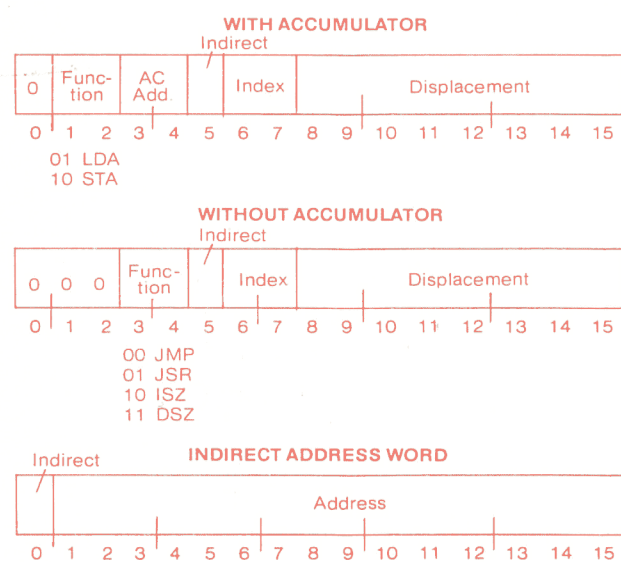 WITH ACCUMULATOR
Indirect
0 Func-tion AC Add. Index Displacement
0 1 2 3 4 5 6 7 8 9 10 11 12 13 14 15
01 LDA
10 STA
WITHOUT ACCUMULATOR
Indirect
0 0 0 Func-tion Index Displacement
0 1 2 3 4 5 6 7 8 9 10 11 12 13 14 15
00 JMP
01 JSR
10 ISZ
11 DSZ
Indirect INDIRECT ADDRESS WORD
Address
0 1 2 3 4 5 6 7 8 9 10 11 12 13 14 15